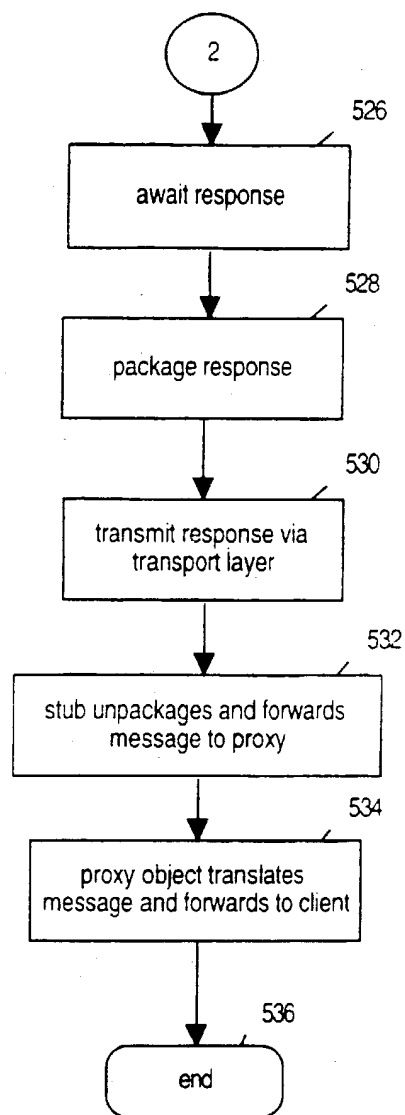 2
526
await response
528
package response
530
transmit response via
transport layer
532
stub unpackages and forwards
message to proxy
534
proxy object translates
message and forwards to client
536
end